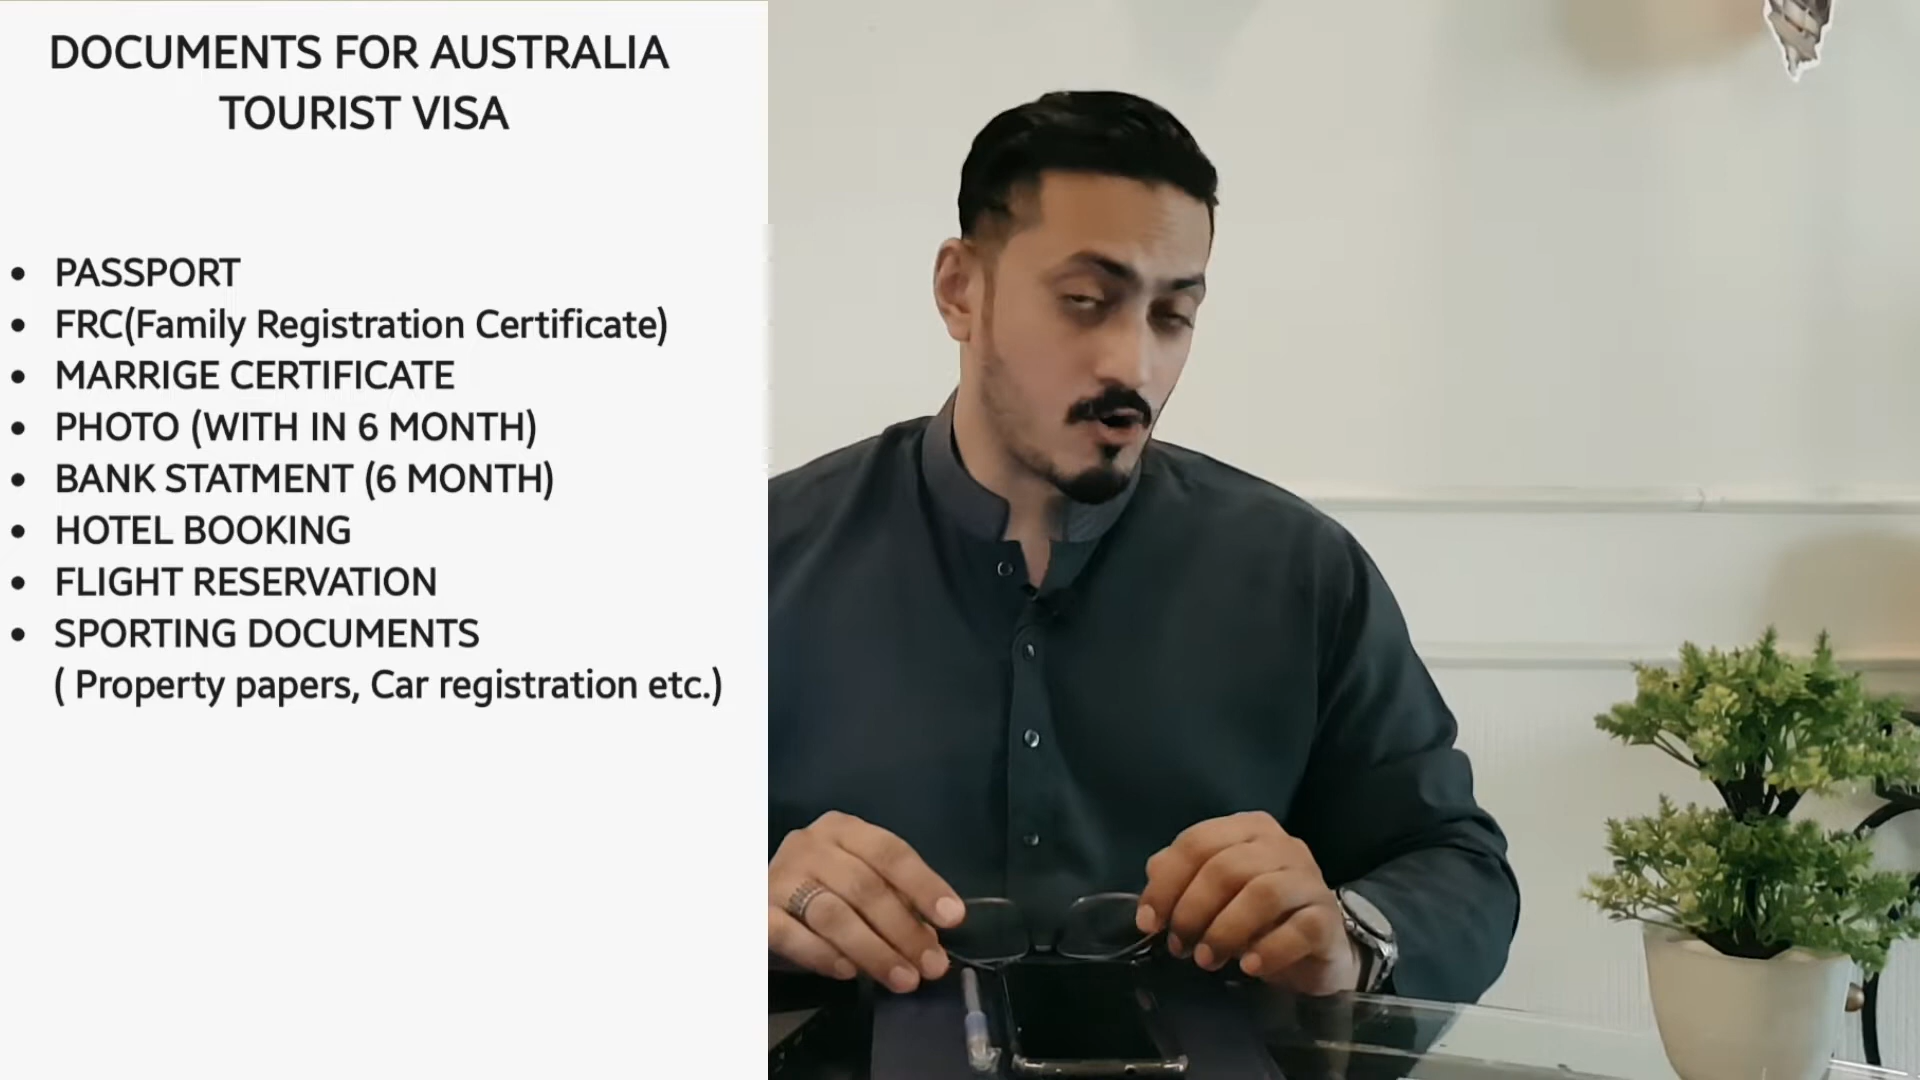 DOCUMENTS FOR AUSTRALIA
TOURIST VISA
• PASSPORT
• FRC(Family Registration Certificate)
• MARRIGE CERTIFICATE
• PHOTO (WITH IN 6 MONTH)
• BANK STATMENT (6 MONTH)
• HOTEL BOOKING
• FLIGHT RESERVATION
• SPORTING DOCUMENTS
( Property papers, Car registration etc.)